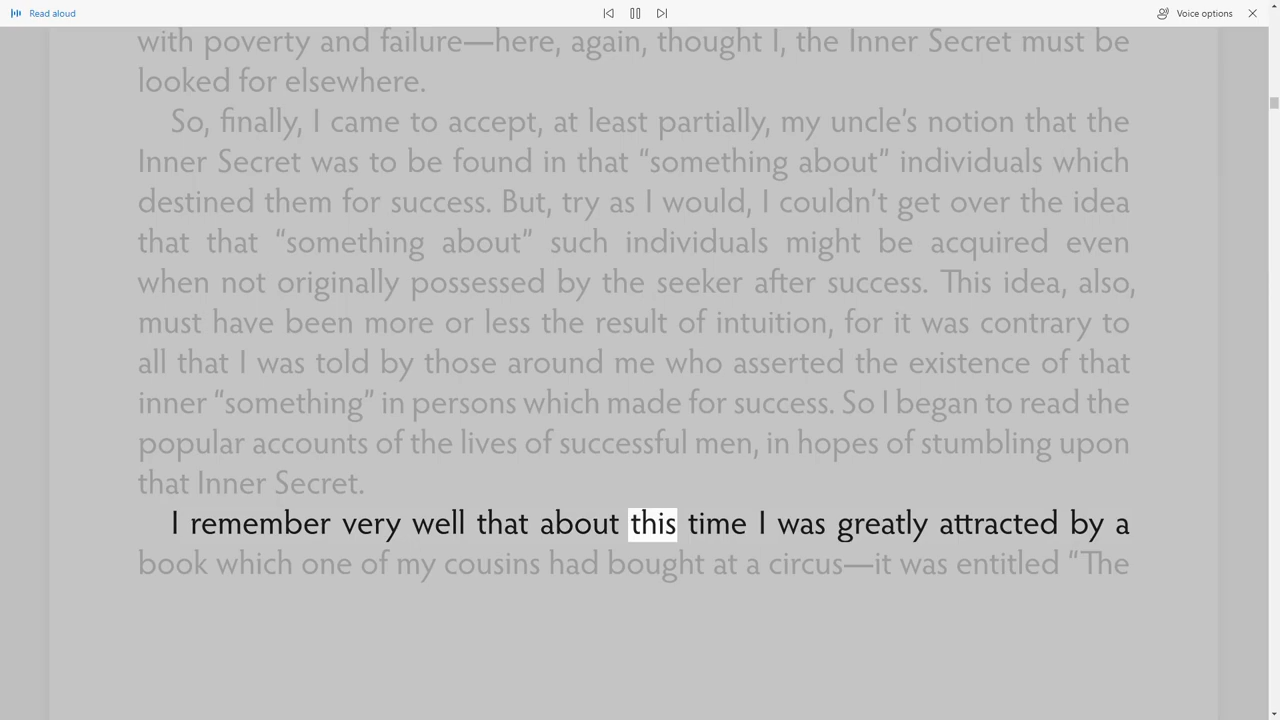 Read aloud
Voice options
with poverty and failure—here, again, thought I, the Inner Secret must be
looked for elsewhere.
So, finally, I came to accept, at least partially, my uncle’s notion that the
Inner Secret was to be found in that “something about” individuals which
destined them for success. But, try as I would, I couldn’t get over the idea
that that “something about” such individuals might be acquired even
when not originally possessed by the seeker after success. This idea, also,
must have been more or less the result of intuition, for it was contrary to
all that I was told by those around me who asserted the existence of that
inner “something” in persons which made for success. So I began to read the
popular accounts of the lives of successful men, in hopes of stumbling upon
that Inner Secret.
I remember very well that about this time I was greatly attracted by a
book which one of my cousins had bought at a circus—it was entitled “The